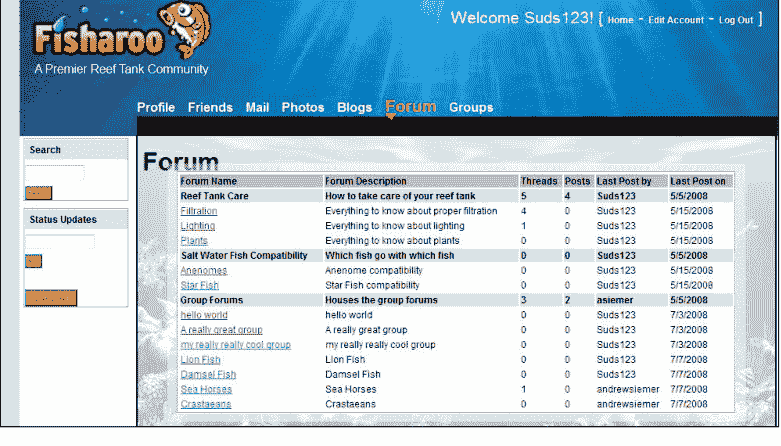 Fisharoo
A Premier Reef Tank Community
Welcome Suds123! [ Home - Edit Account - Log Out ]
Profile Friends Mail Photos Blogs Forum Groups
Search
Status Updates
Forum
Forum Name Forum Description Threads Posts Last Post by Last Post on
Reef Tank Care How to take care of your reef tank 5 4 Suds123 5/5/2008
Filtration Everything to know about proper filtration 4 0 Suds123 5/15/2008
Lighting Everything to know about lighting 1 0 Suds123 5/15/2008
Plants Everything to know about plants 0 0 Suds123 5/15/2008
Salt Water Fish Compatibility Which fish go with which fish 0 0 Suds123 5/5/2008
Anenomes Anenome compatibility 0 0 Suds123 5/15/2008
Star Fish Star Fish compatibility 0 0 Suds123 5/15/2008
Group Forums Houses the group forums 3 2 asiemer 5/5/2008
hello world hello world 0 0 Suds123 7/3/2008
A really great group A really great group 0 0 Suds123 7/3/2008
my really really cool group my really really cool group 0 0 Suds123 7/3/2008
Lion Fish Lion Fish 0 0 Suds123 7/7/2008
Damsel Fish Damsel Fish 0 0 Suds123 7/7/2008
Sea Horses Sea Horses 1 0 andrewsiemer 7/7/2008
Crastaeans Crastaeans 0 0 andrewsiemer 7/7/2008